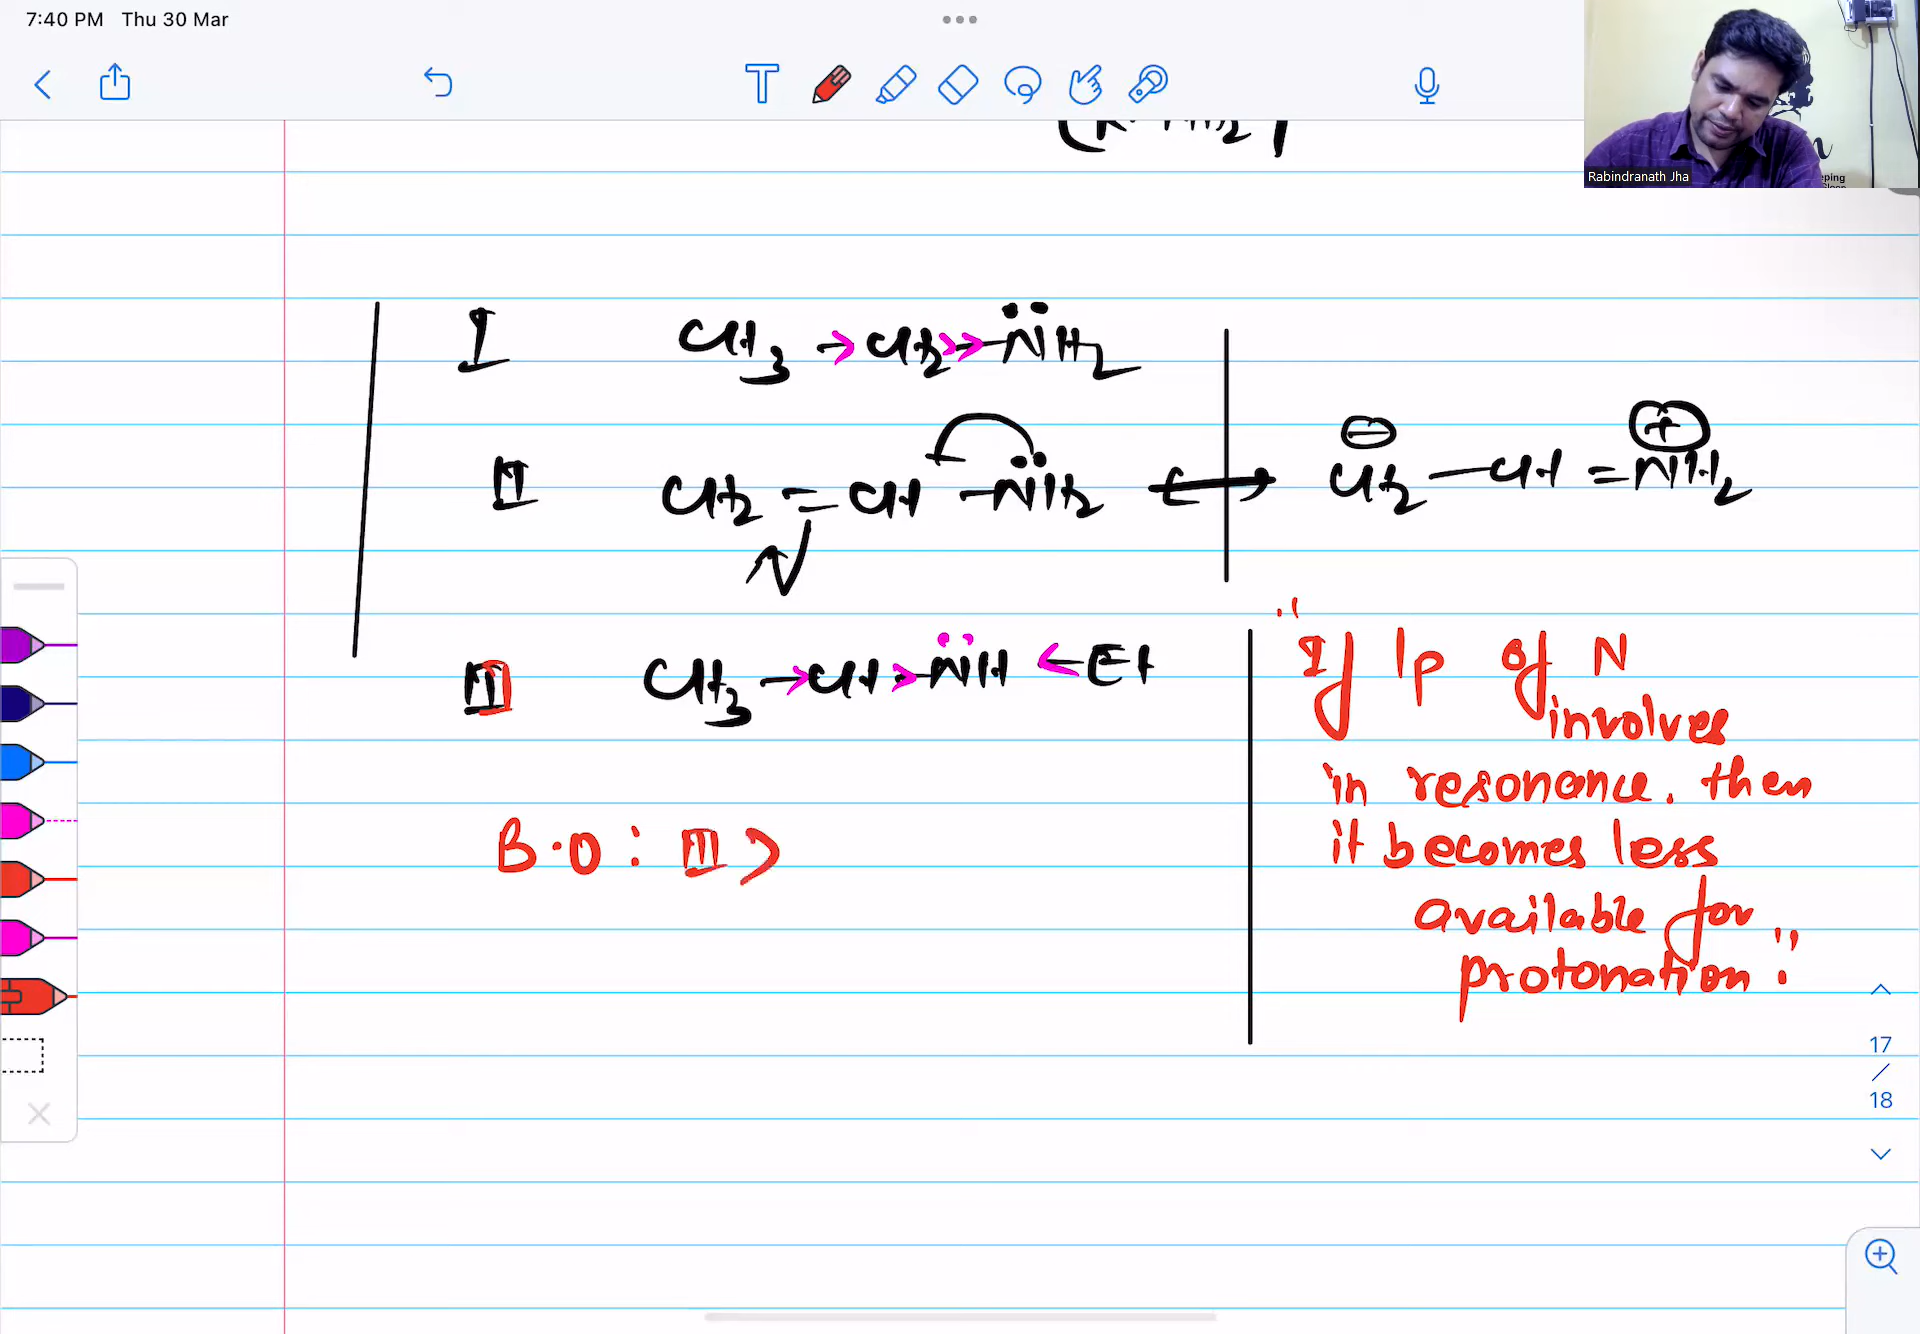 7:40 PM Thu 30 Mar
Rabindranath Jha
I CH3 → CH2 →> N̈H2
II CH2 = CH – N̈H2 ↔ ⊖CH2 – CH = N⊕H2
III CH3 → CH > N̈H ← Et
"If lp of N
involves
in resonance. then
it becomes less
available for
protonation."
B.O : III >
17
/
18